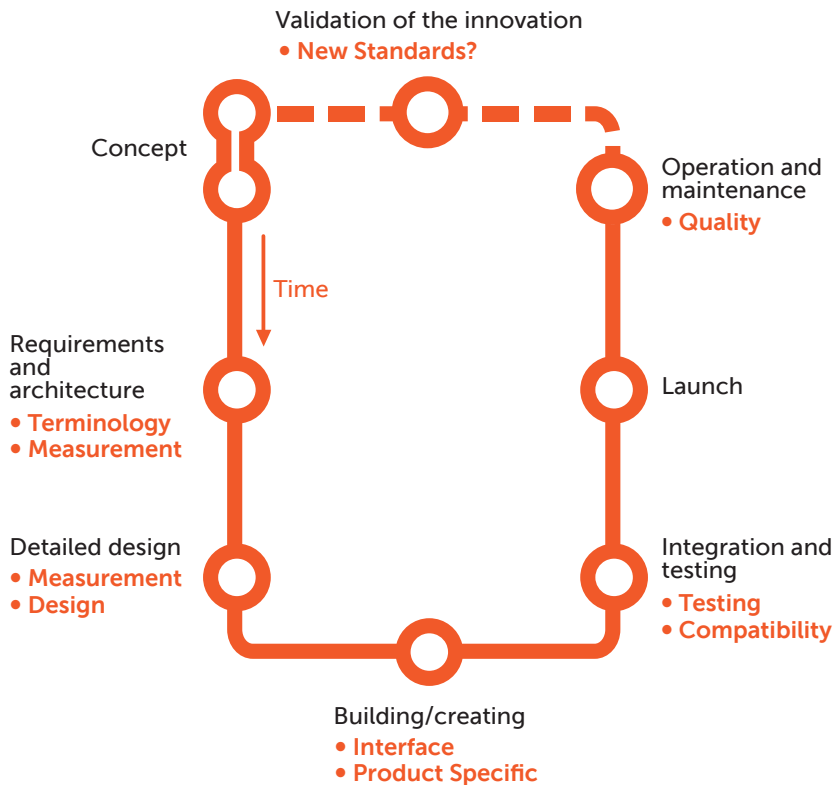 Validation of the innovation
• New Standards?
Concept
Operation and
maintenance
• Quality
Time
Requirements
and
architecture
• Terminology
• Measurement
Launch
Detailed design
• Measurement
• Design
Integration and
testing
• Testing
• Compatibility
Building/creating
• Interface
• Product Specific